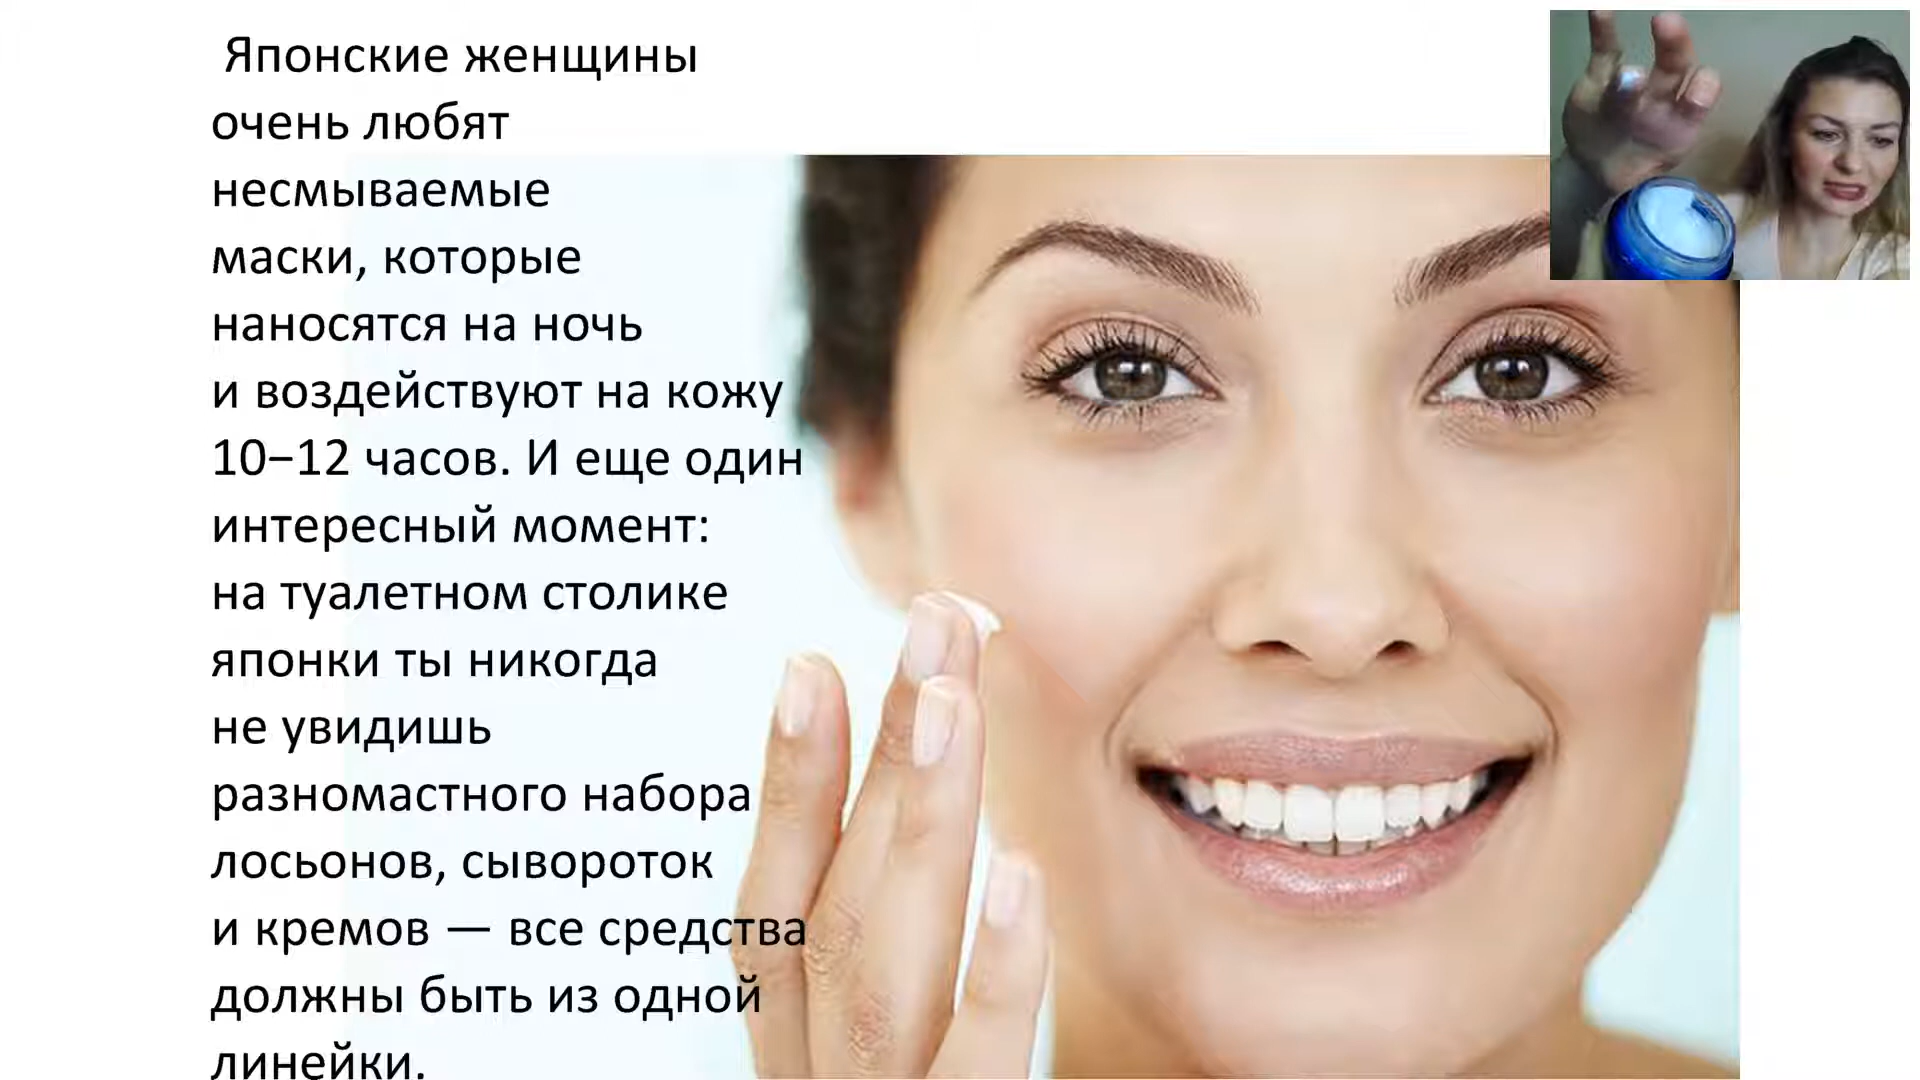 Японские женщины
очень любят
несмываемые
маски, которые
наносятся на ночь
и воздействуют на кожу
10–12 часов. И еще один
интересный момент:
на туалетном столике
японки ты никогда
не увидишь
разномастного набора
лосьонов, сывороток
и кремов — все средства
должны быть из одной
линейки.